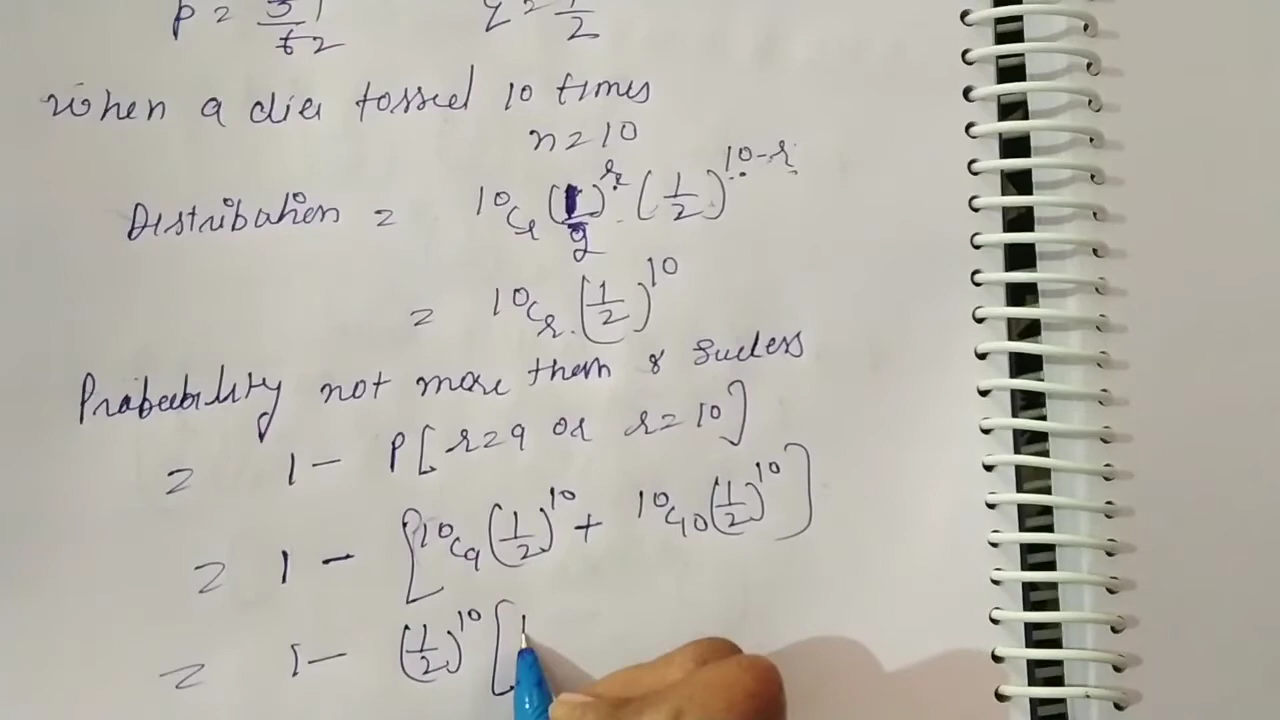 p = 3/6 1/2 q = 1/2
When a die tossed 10 times
n = 10
Distribution = ¹⁰Cᵣ (1/2)ʳ (1/2)¹⁰⁻ʳ
= ¹⁰Cᵣ (1/2)¹⁰
Probability not more than 8 success
= 1 - P[r=9 or r=10]
= 1 - [¹⁰C₉ (1/2)¹⁰ + ¹⁰C₁₀ (1/2)¹⁰]
= 1 - (1/2)¹⁰ [1